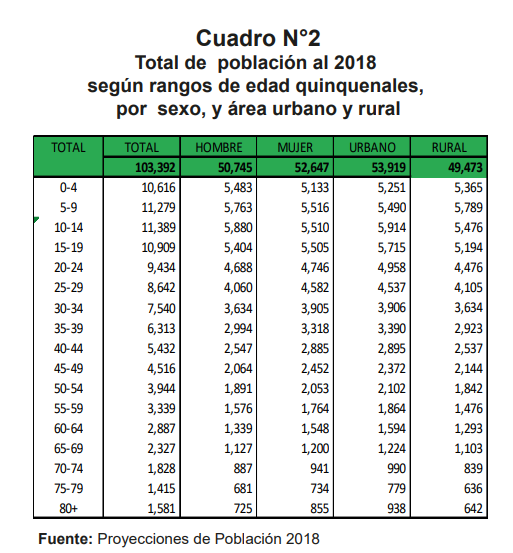 Cuadro N°2
Total de población al 2018
según rangos de edad quinquenales,
por sexo, y área urbano y rural
TOTAL TOTAL HOMBRE MUJER URBANO RURAL
103,392 50,745 52,647 53,919 49,473
0-4 10,616 5,483 5,133 5,251 5,365
5-9 11,279 5,763 5,516 5,490 5,789
10-14 11,389 5,880 5,510 5,914 5,476
15-19 10,909 5,404 5,505 5,715 5,194
20-24 9,434 4,688 4,746 4,958 4,476
25-29 8,642 4,060 4,582 4,537 4,105
30-34 7,540 3,634 3,905 3,906 3,634
35-39 6,313 2,994 3,318 3,390 2,923
40-44 5,432 2,547 2,885 2,895 2,537
45-49 4,516 2,064 2,452 2,372 2,144
50-54 3,944 1,891 2,053 2,102 1,842
55-59 3,339 1,576 1,764 1,864 1,476
60-64 2,887 1,339 1,548 1,594 1,293
65-69 2,327 1,127 1,200 1,224 1,103
70-74 1,828 887 941 990 839
75-79 1,415 681 734 779 636
80+ 1,581 725 855 938 642
Fuente: Proyecciones de Población 2018